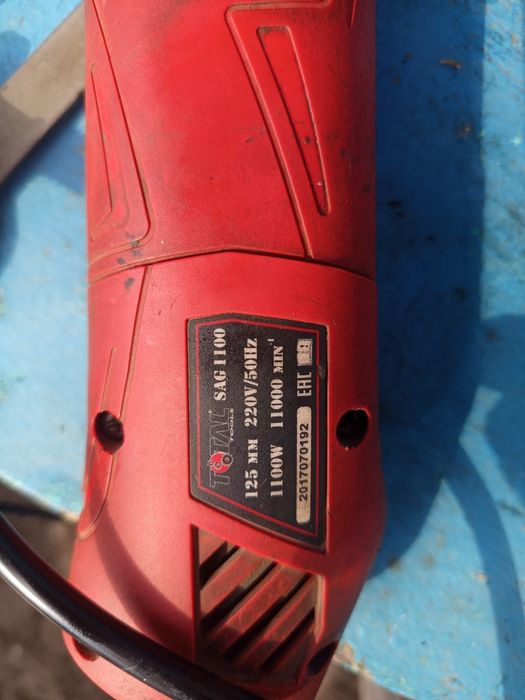 TOTAL SAG 1100
TOOLS
125 MM 220V/50HZ
1100W 11000 MIN⁻¹
2017070192 EAC